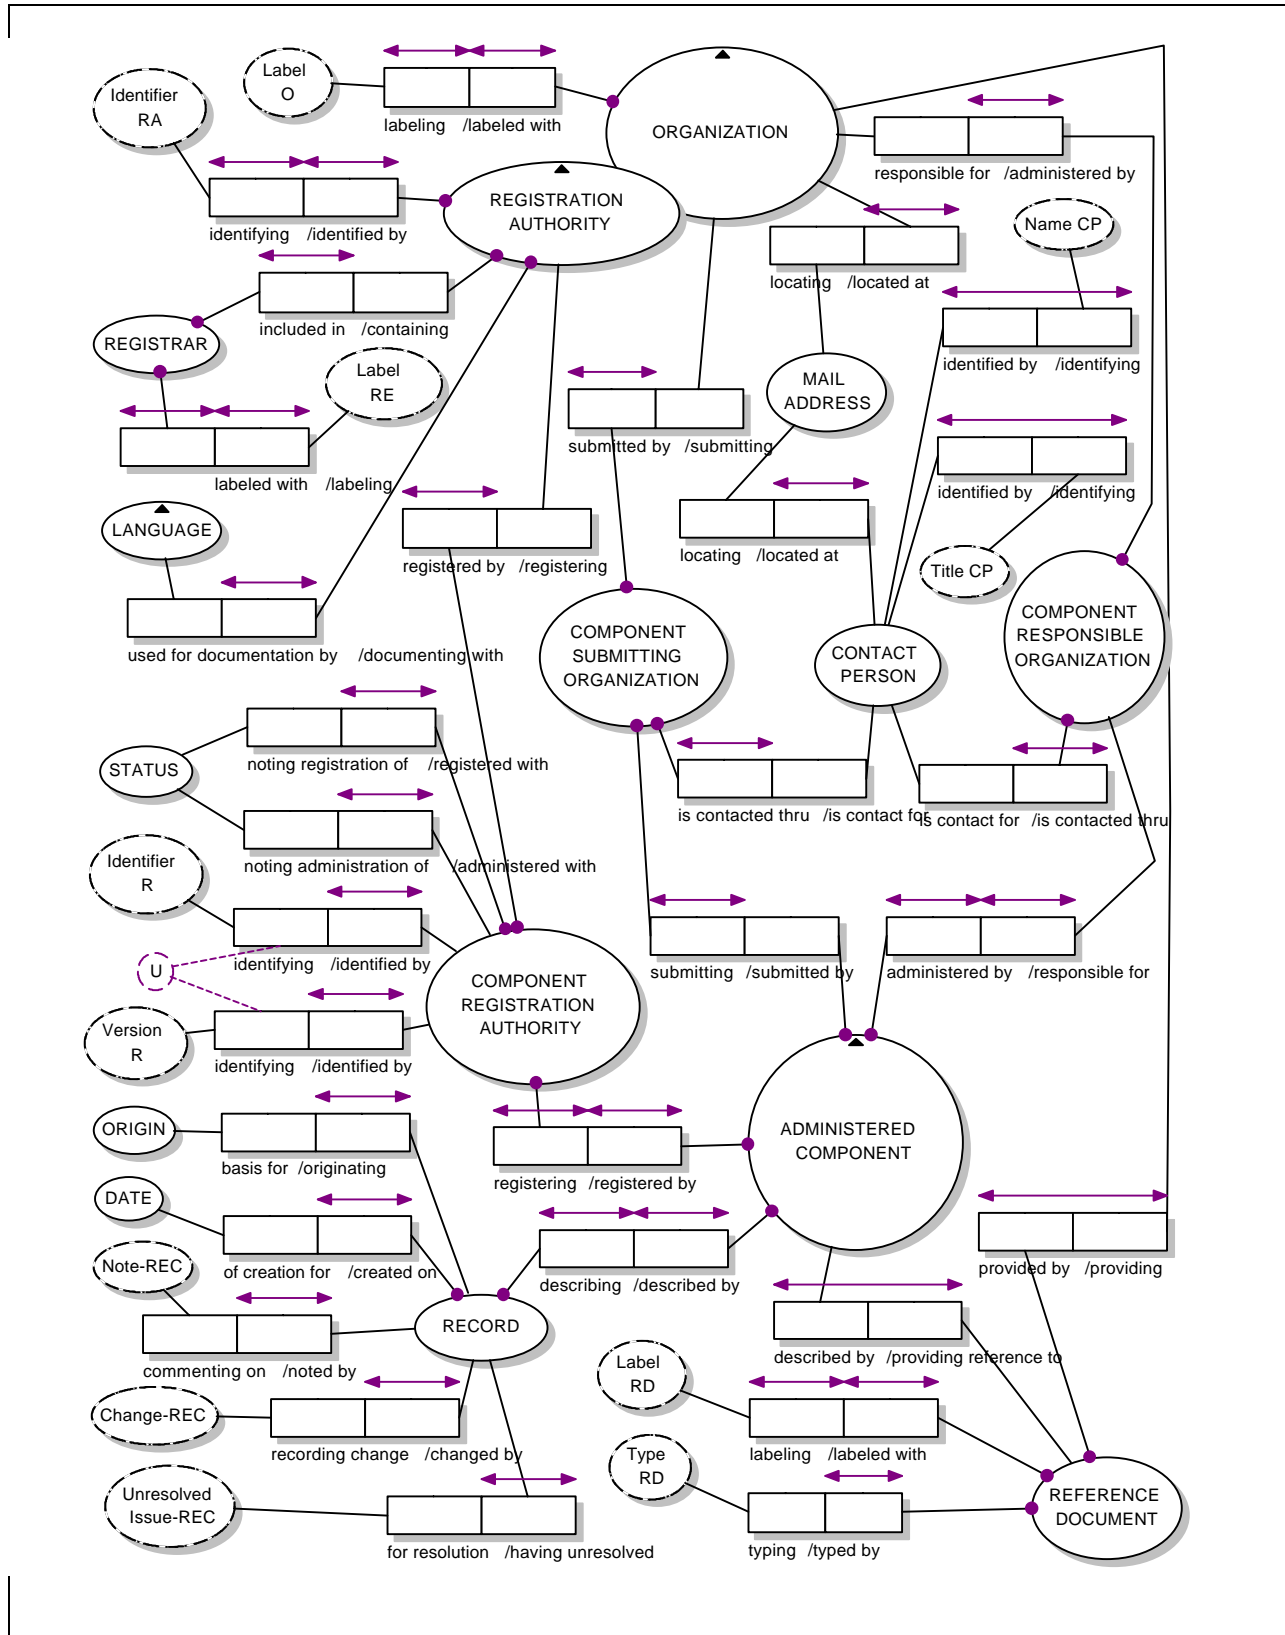 Label
O
labeling /labeled with
ORGANIZATION
Identifier
RA
identifying /identified by
REGISTRATION
AUTHORITY
responsible for /administered by
Name CP
locating /located at
included in /containing
REGISTRAR
Label
RE
identified by /identifying
MAIL
ADDRESS
submitted by /submitting
labeled with /labeling
identified by /identifying
LANGUAGE
registered by /registering
locating /located at
Title CP
used for documentation by /documenting with
COMPONENT
SUBMITTING
ORGANIZATION
CONTACT
PERSON
COMPONENT
RESPONSIBLE
ORGANIZATION
STATUS
noting registration of /registered with
is contacted thru /is contact for
is contact for /is contacted thru
noting administration of /administered with
Identifier
R
identifying /identified by
U
submitting /submitted by
administered by /responsible for
COMPONENT
REGISTRATION
AUTHORITY
Version
R
identifying /identified by
ORIGIN
basis for /originating
ADMINISTERED
COMPONENT
registering /registered by
DATE
of creation for /created on
describing /described by
provided by /providing
Note-REC
commenting on /noted by
RECORD
described by /providing reference to
Label
RD
labeling /labeled with
Change-REC
recording change /changed by
Type
RD
typing /typed by
REFERENCE
DOCUMENT
Unresolved
Issue-REC
for resolution /having unresolved